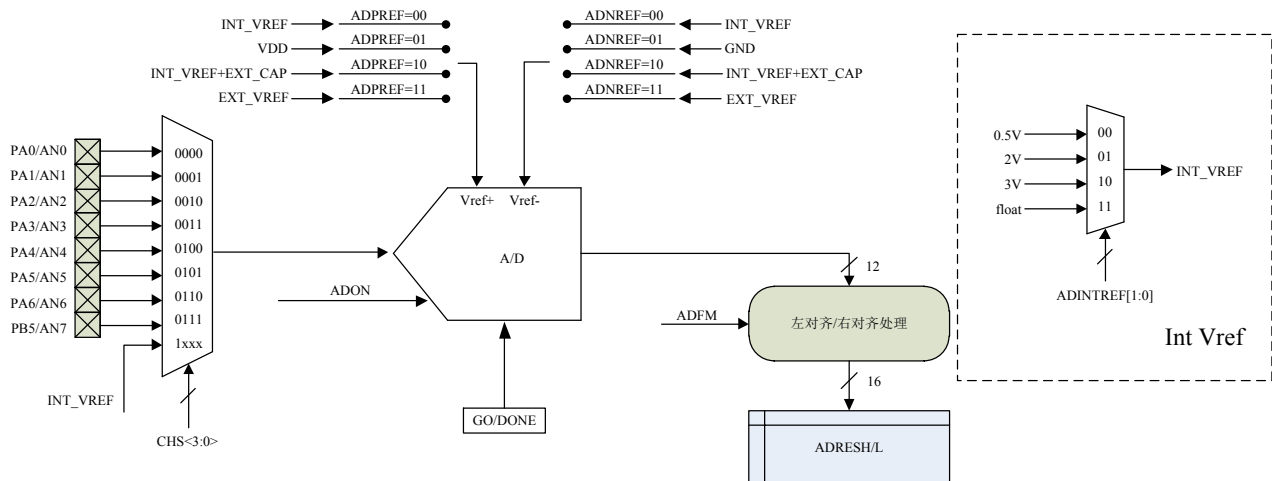 INT_VREF ADPREF=00 ADNREF=00 INT_VREF
VDD ADPREF=01 ADNREF=01 GND
INT_VREF+EXT_CAP ADPREF=10 ADNREF=10 INT_VREF+EXT_CAP
EXT_VREF ADPREF=11 ADNREF=11 EXT_VREF
PA0/AN0 0000
PA1/AN1 0001
PA2/AN2 0010
PA3/AN3 0011
PA4/AN4 0100
PA5/AN5 0101
PA6/AN6 0110
PB5/AN7 0111
1xxx
INT_VREF
CHS<3:0>
Vref+ Vref-
A/D
ADON
GO/DONE
12
ADFM
左对齐/右对齐处理
16
ADRESH/L
0.5V 00
2V 01
3V 10
float 11
INT_VREF
ADINTREF[1:0]
Int Vref